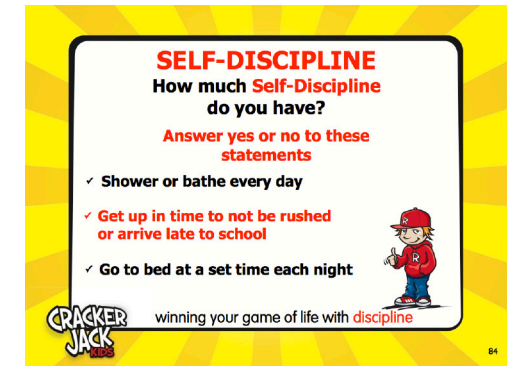 SELF-DISCIPLINE
How much Self-Discipline
do you have?
Answer yes or no to these
statements
✓ Shower or bathe every day
✓ Get up in time to not be rushed
or arrive late to school
✓ Go to bed at a set time each night
R
R
CRACKER
JACK
KIDS
winning your game of life with discipline
84